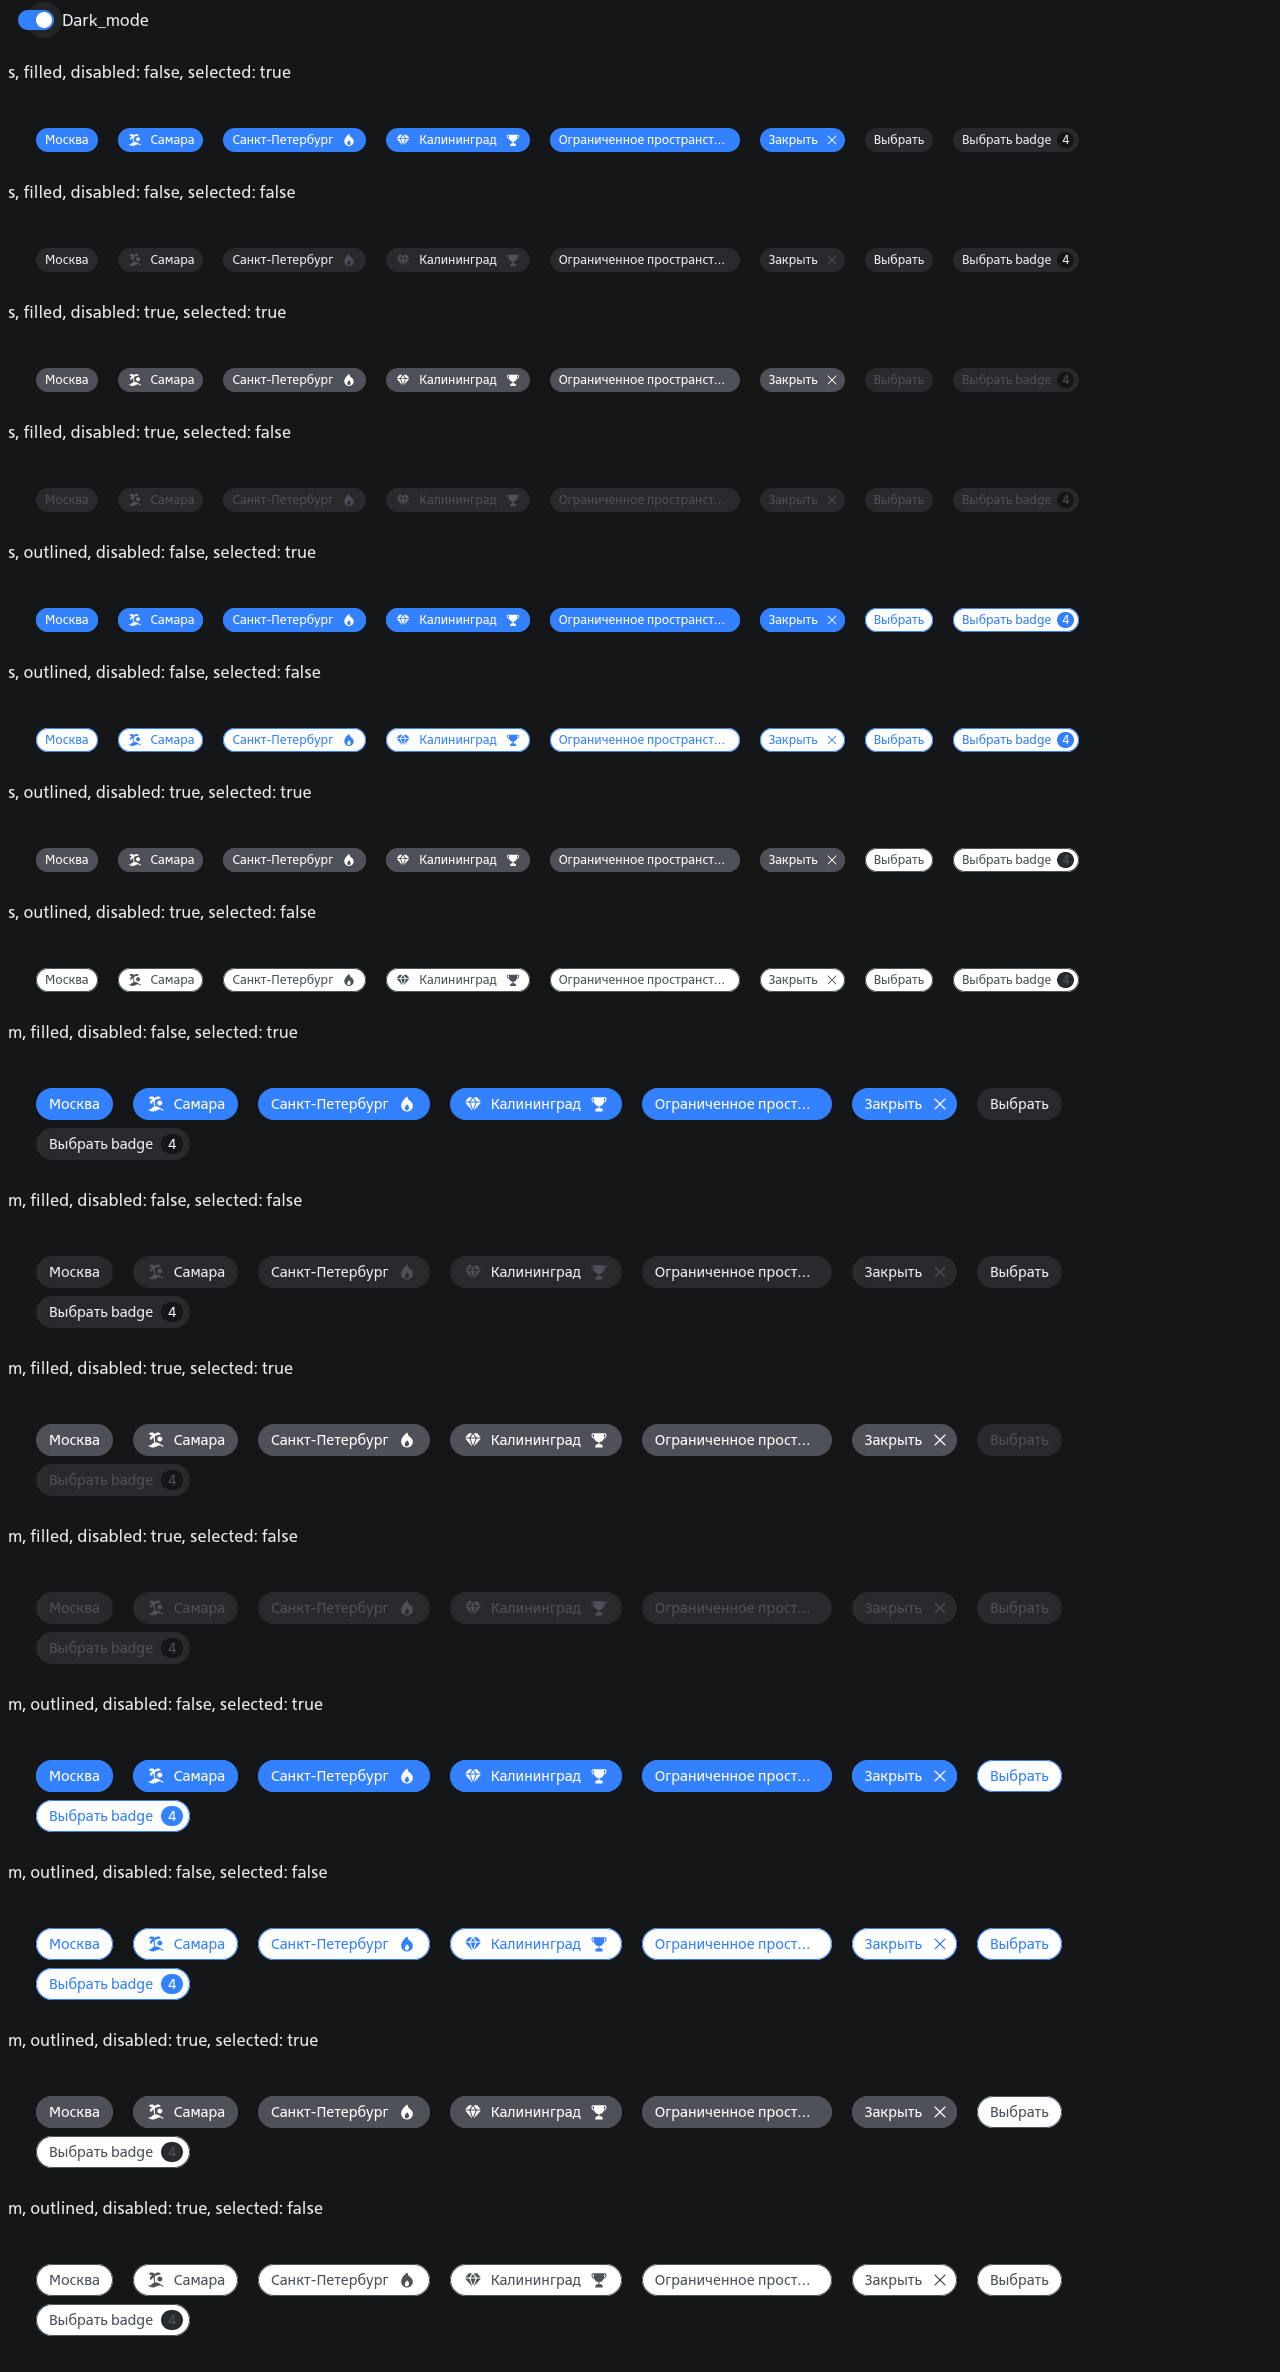 Dark_mode
s, filled, disabled: false, selected: true
Москва Самара Санкт-Петербург Калининград Ограниченное пространст... Закрыть Выбрать Выбрать badge 4
s, filled, disabled: false, selected: false
Москва Самара Санкт-Петербург Калининград Ограниченное пространст... Закрыть Выбрать Выбрать badge 4
s, filled, disabled: true, selected: true
Москва Самара Санкт-Петербург Калининград Ограниченное пространст... Закрыть Выбрать Выбрать badge 4
s, filled, disabled: true, selected: false
Москва Самара Санкт-Петербург Калининград Ограниченное пространст... Закрыть Выбрать Выбрать badge 4
s, outlined, disabled: false, selected: true
Москва Самара Санкт-Петербург Калининград Ограниченное пространст... Закрыть Выбрать Выбрать badge 4
s, outlined, disabled: false, selected: false
Москва Самара Санкт-Петербург Калининград Ограниченное пространст... Закрыть Выбрать Выбрать badge 4
s, outlined, disabled: true, selected: true
Москва Самара Санкт-Петербург Калининград Ограниченное пространст... Закрыть Выбрать Выбрать badge 4
s, outlined, disabled: true, selected: false
Москва Самара Санкт-Петербург Калининград Ограниченное пространст... Закрыть Выбрать Выбрать badge 4
m, filled, disabled: false, selected: true
Москва Самара Санкт-Петербург Калининград Ограниченное прост... Закрыть Выбрать
Выбрать badge 4
m, filled, disabled: false, selected: false
Москва Самара Санкт-Петербург Калининград Ограниченное прост... Закрыть Выбрать
Выбрать badge 4
m, filled, disabled: true, selected: true
Москва Самара Санкт-Петербург Калининград Ограниченное прост... Закрыть Выбрать
Выбрать badge 4
m, filled, disabled: true, selected: false
Москва Самара Санкт-Петербург Калининград Ограниченное прост... Закрыть Выбрать
Выбрать badge 4
m, outlined, disabled: false, selected: true
Москва Самара Санкт-Петербург Калининград Ограниченное прост... Закрыть Выбрать
Выбрать badge 4
m, outlined, disabled: false, selected: false
Москва Самара Санкт-Петербург Калининград Ограниченное прост... Закрыть Выбрать
Выбрать badge 4
m, outlined, disabled: true, selected: true
Москва Самара Санкт-Петербург Калининград Ограниченное прост... Закрыть Выбрать
Выбрать badge 4
m, outlined, disabled: true, selected: false
Москва Самара Санкт-Петербург Калининград Ограниченное прост... Закрыть Выбрать
Выбрать badge 4